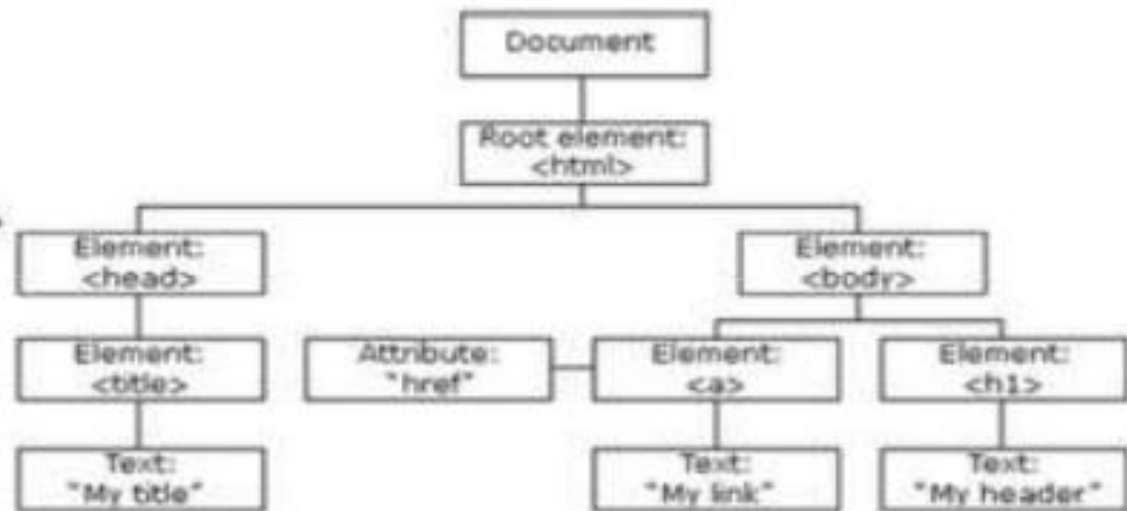 Document
Root element:
<html>
Element:
<head>
Element:
<body>
Element:
<title>
Attribute:
"href"
Element:
<a>
Element:
<h1>
Text:
"My title"
Text:
"My link"
Text:
"My header"